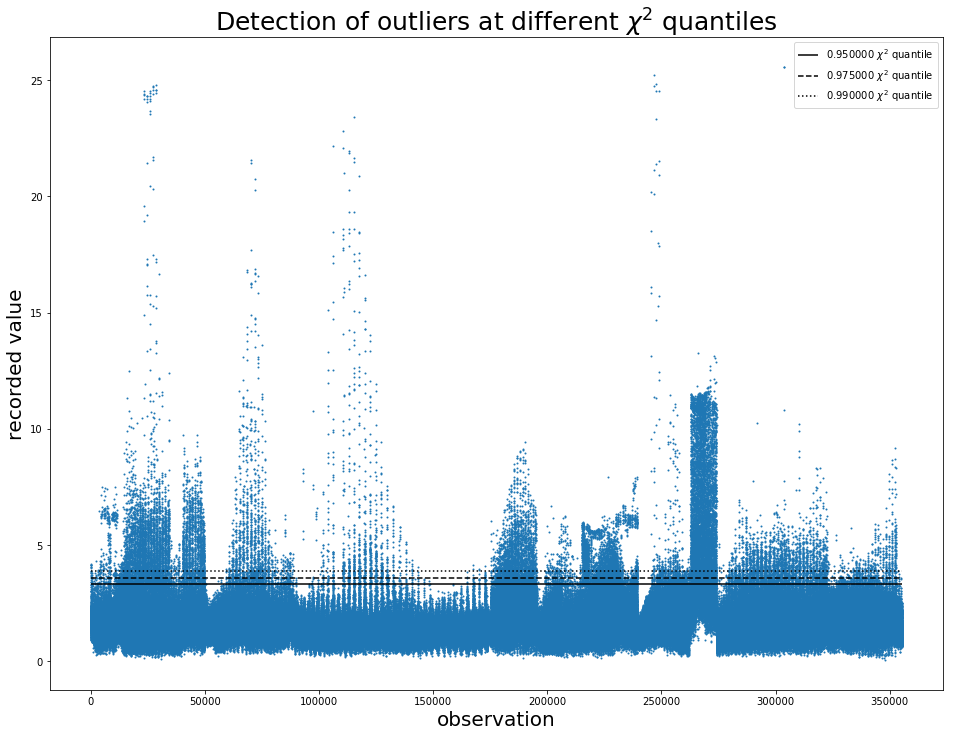 Detection of outliers at different χ² quantiles
0.950000 χ² quantile
0.975000 χ² quantile
0.990000 χ² quantile
25
20
15
10
5
0
recorded value
0 50000 100000 150000 200000 250000 300000 350000
observation